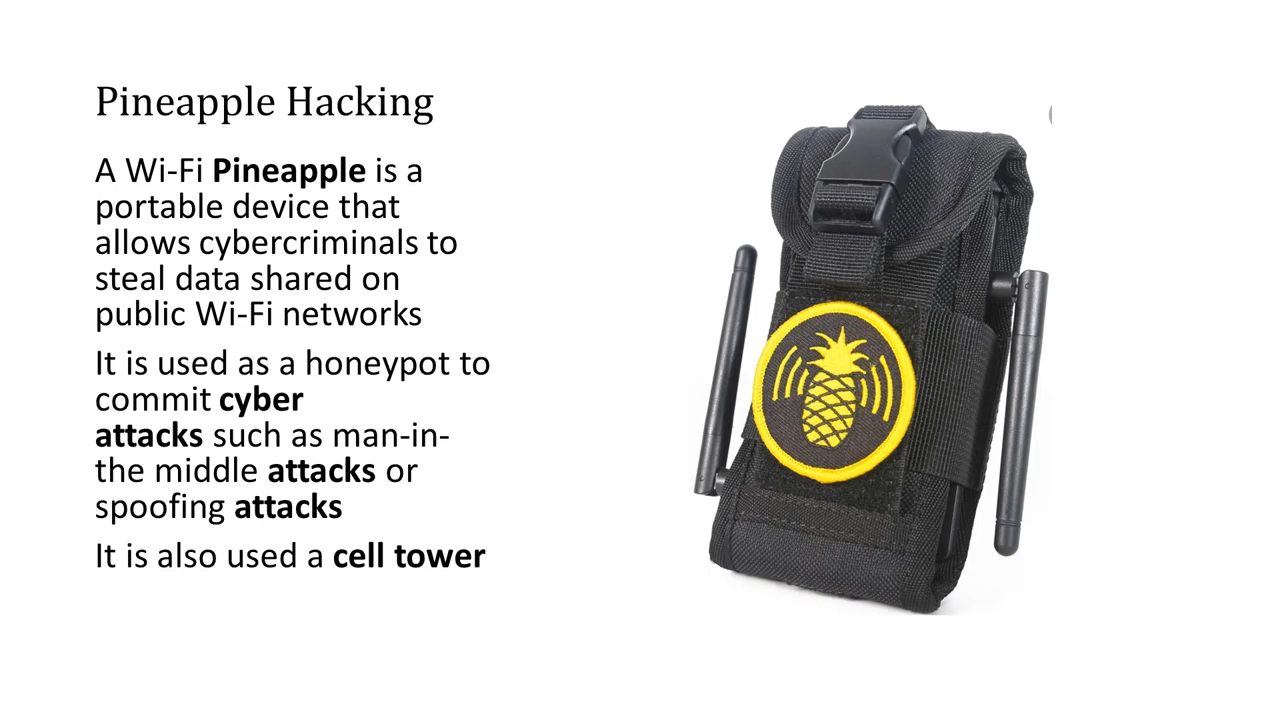 Pineapple Hacking
A Wi-Fi Pineapple is a
portable device that
allows cybercriminals to
steal data shared on
public Wi-Fi networks
It is used as a honeypot to
commit cyber
attacks such as man-in-
the middle attacks or
spoofing attacks
It is also used a cell tower